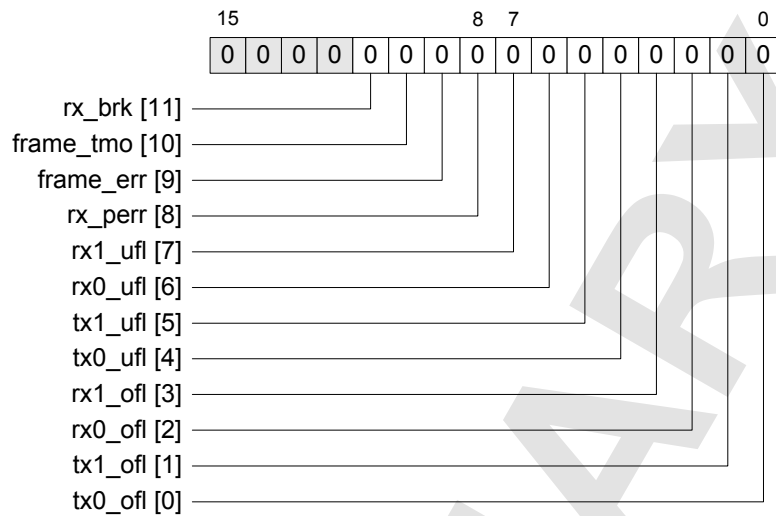 15 8 7 0
0 0 0 0 0 0 0 0 0 0 0 0 0 0 0 0
rx_brk [11]
frame_tmo [10]
frame_err [9]
rx_perr [8]
rx1_ufl [7]
rx0_ufl [6]
tx1_ufl [5]
tx0_ufl [4]
rx1_ofl [3]
rx0_ofl [2]
tx1_ofl [1]
tx0_ofl [0]